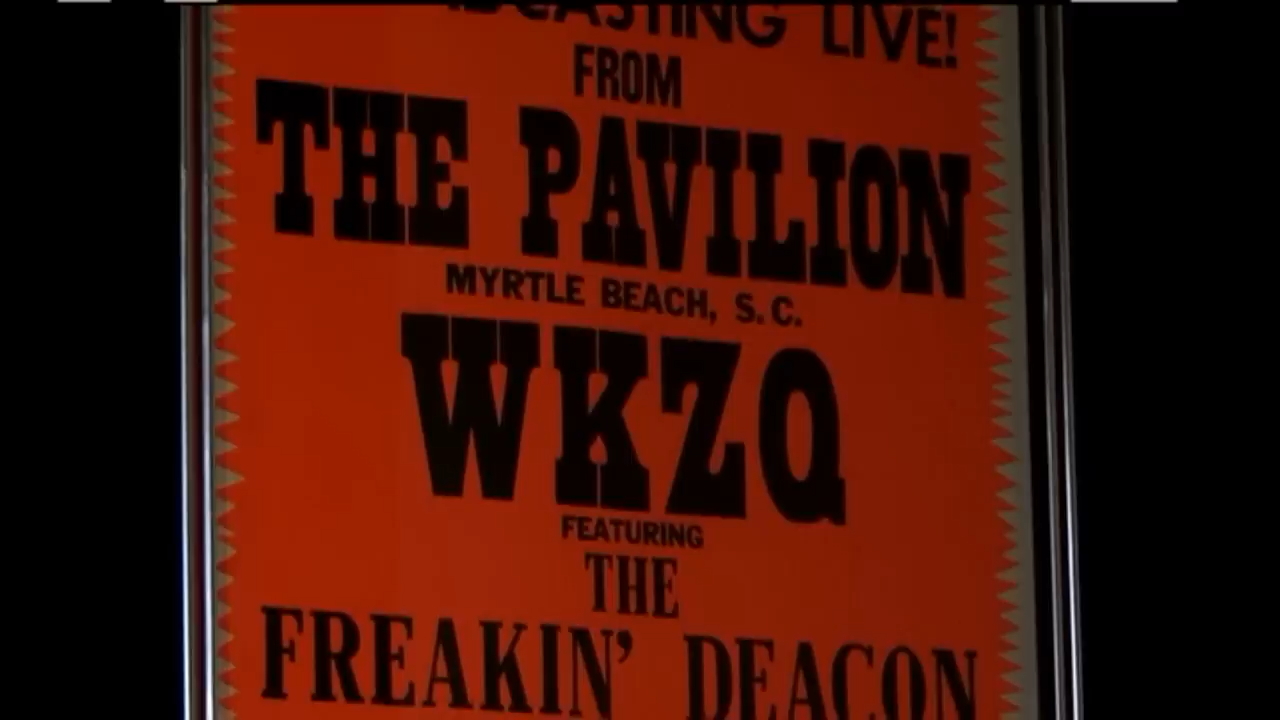 LIVE!
FROM
THE PAVILION
MYRTLE BEACH, S.C.
WKZQ
FEATURING
THE
FREAKIN' DEACON